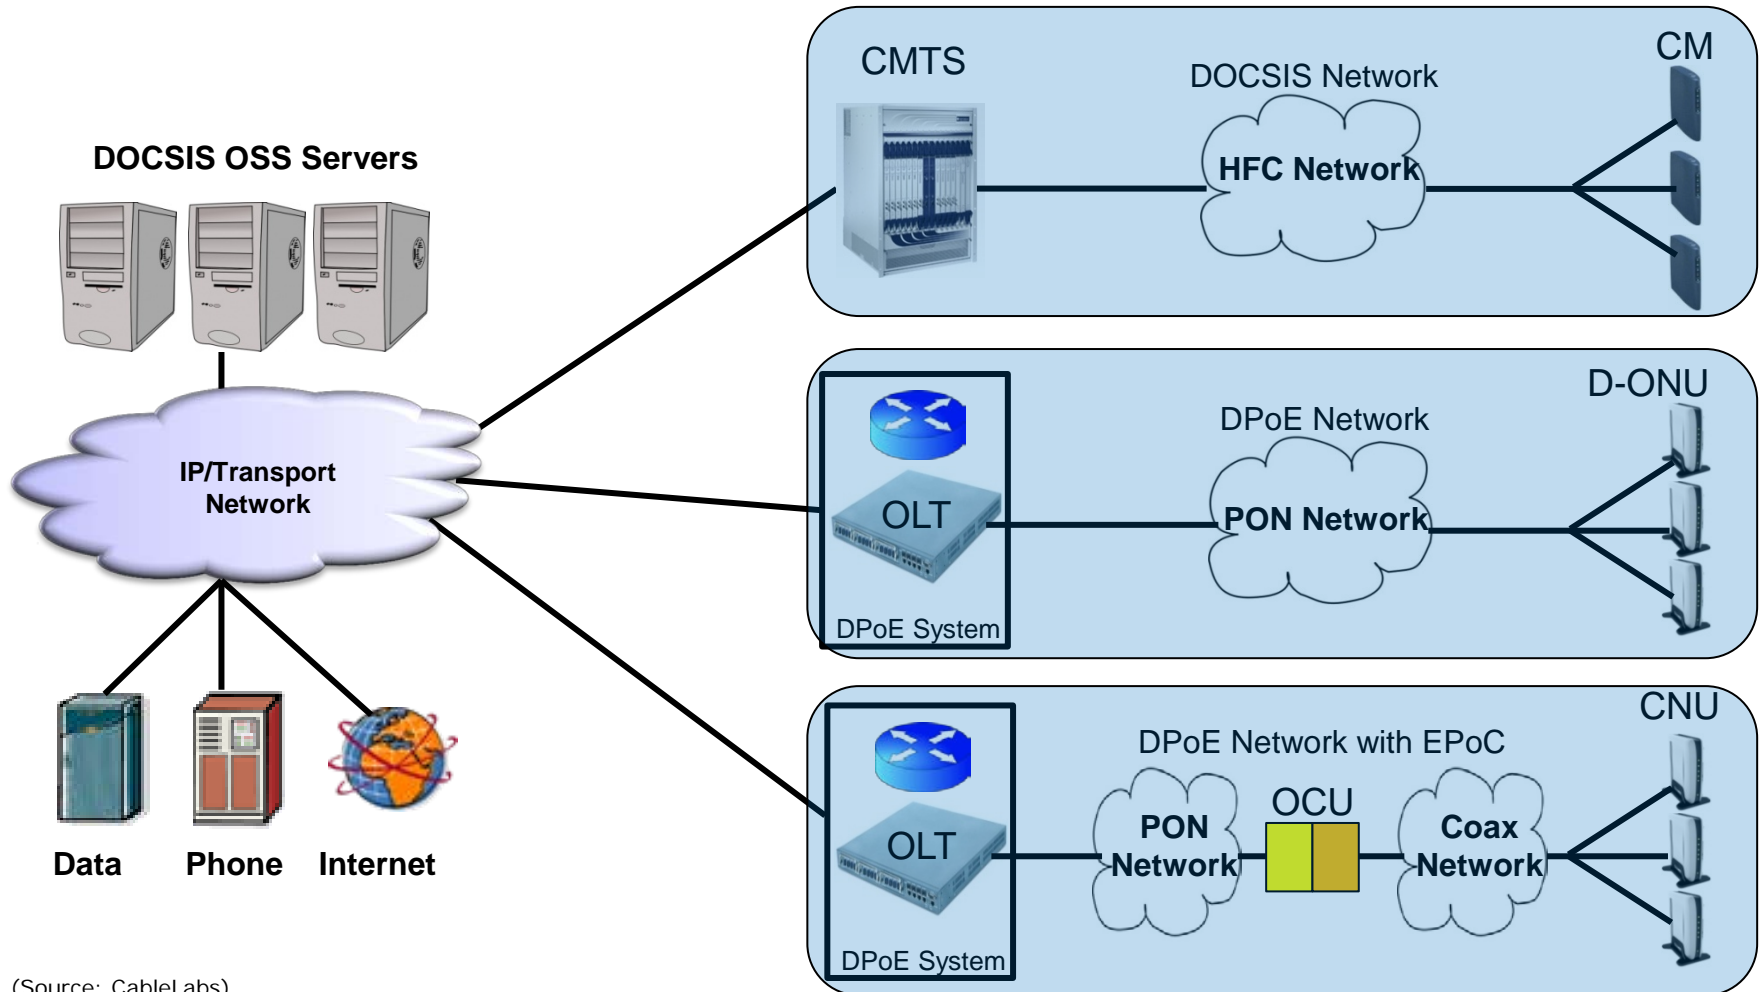 DOCSIS OSS Servers
IP/Transport
Network
Data
Phone
Internet
CMTS
DOCSIS Network
HFC Network
CM
D-ONU
DPoE Network
OLT
PON Network
DPoE System
CNU
DPoE Network with EPoC
OCU
OLT
PON
Network
Coax
Network
DPoE System
(Source: CableLabs)